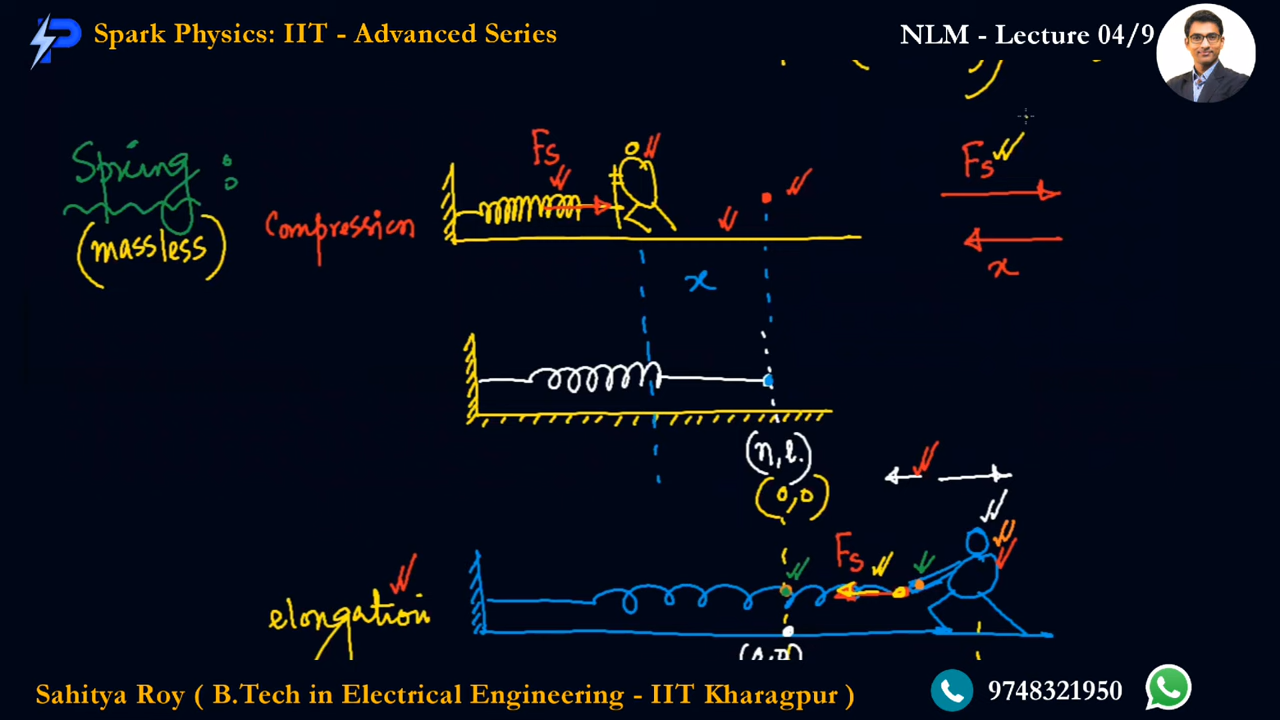 Spark Physics: IIT - Advanced Series
NLM - Lecture 04/9
Spring :
(massless)
Compression
Fs
Fs
x
x
(n,l.)
(0,0)
elongation
Fs
Sahitya Roy ( B.Tech in Electrical Engineering - IIT Kharagpur )
9748321950